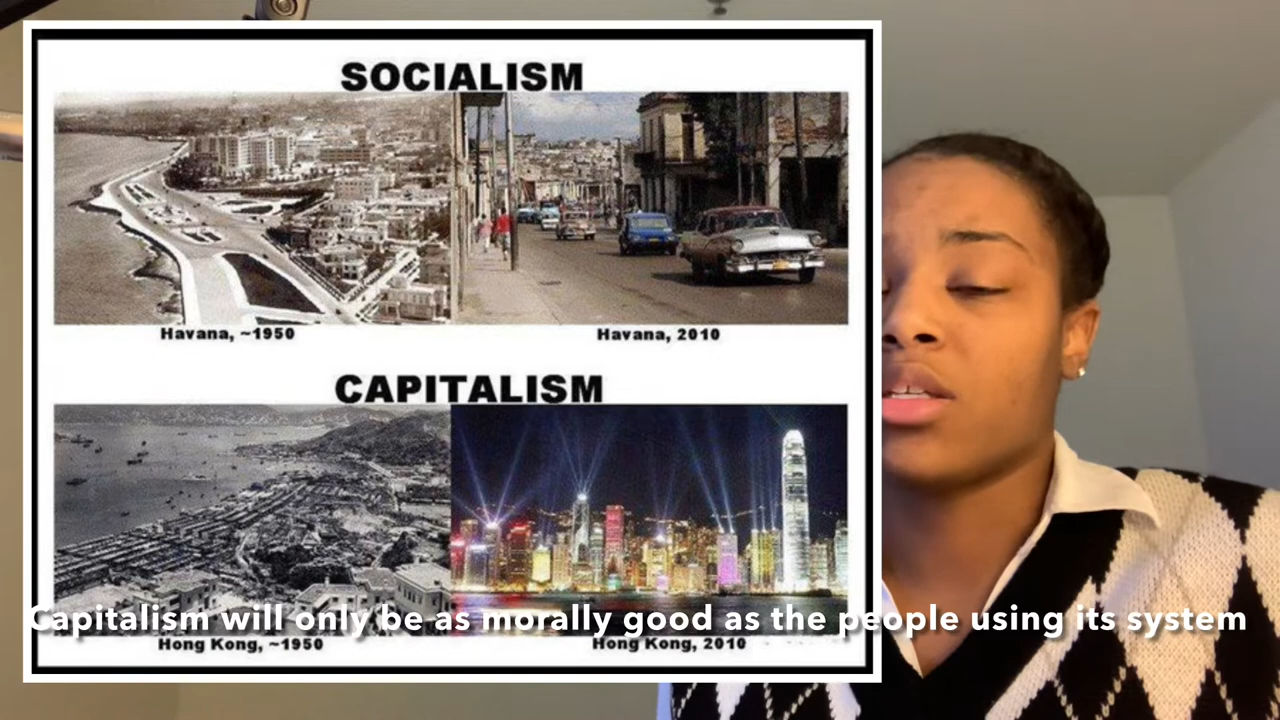 SOCIALISM
Havana, ~1950
Havana, 2010
CAPITALISM
Capitalism will only be as morally good as the people using its system
Hong Kong, ~1950
Hong Kong, 2010